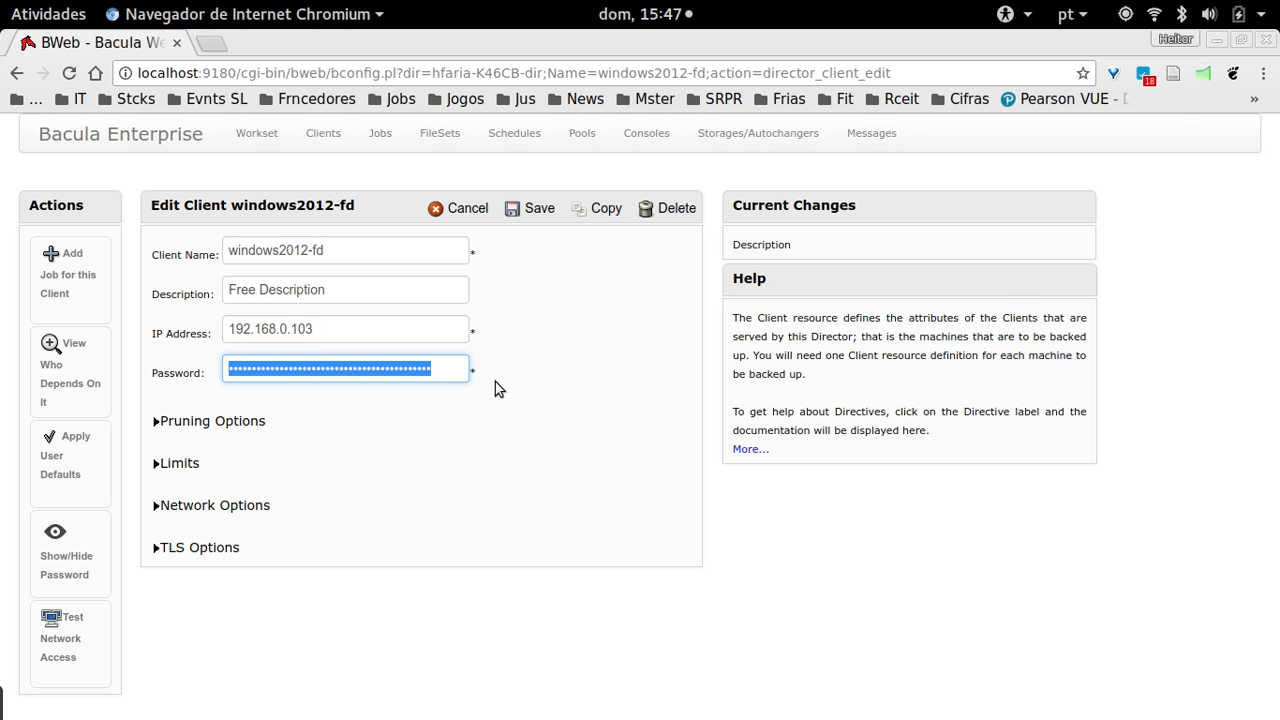 Atividades Navegador de Internet Chromium dom, 15:47 pt
BWeb - Bacula We Heitor
localhost:9180/cgi-bin/bweb/bconfig.pl?dir=hfaria-K46CB-dir;Name=windows2012-fd;action=director_client_edit 18
... IT Stcks Evnts SL Frncedores Jobs Jogos Jus News Mster SRPR Frias Fit Rceit Cifras Pearson VUE - »
Bacula Enterprise Workset Clients Jobs FileSets Schedules Pools Consoles Storages/Autochangers Messages
Actions
Add
Job for this
Client
View
Who
Depends On
It
Apply
User
Defaults
Show/Hide
Password
Test
Network
Access
Edit Client windows2012-fd Cancel Save Copy Delete
Client Name: windows2012-fd *
Description: Free Description
IP Address: 192.168.0.103 *
Password: •••••••••••••••••••••••••••••••••••••••••••• *
Pruning Options
Limits
Network Options
TLS Options
Current Changes
Description
Help
The Client resource defines the attributes of the Clients that are
served by this Director; that is the machines that are to be backed
up. You will need one Client resource definition for each machine to
be backed up.
To get help about Directives, click on the Directive label and the
documentation will be displayed here.
More...